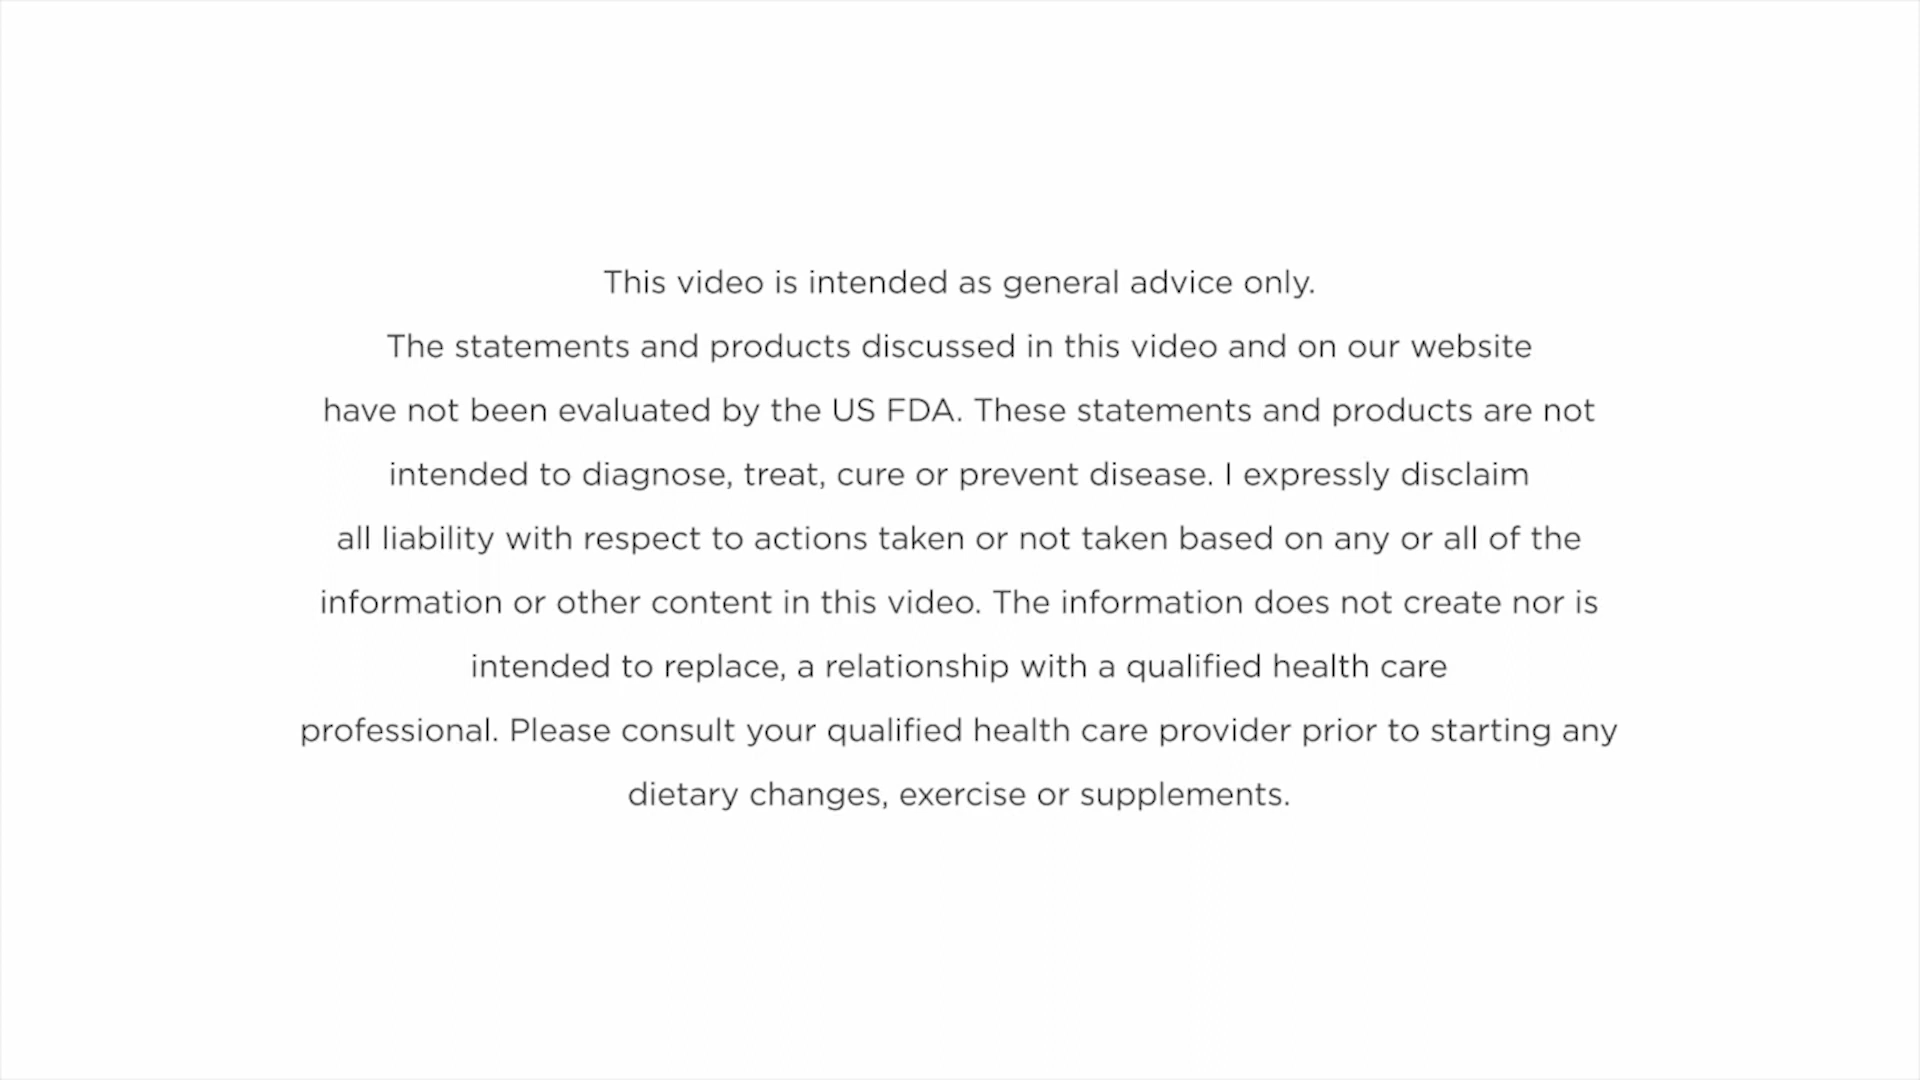 This video is intended as general advice only.
The statements and products discussed in this video and on our website
have not been evaluated by the US FDA. These statements and products are not
intended to diagnose, treat, cure or prevent disease. I expressly disclaim
all liability with respect to actions taken or not taken based on any or all of the
information or other content in this video. The information does not create nor is
intended to replace, a relationship with a qualified health care
professional. Please consult your qualified health care provider prior to starting any
dietary changes, exercise or supplements.